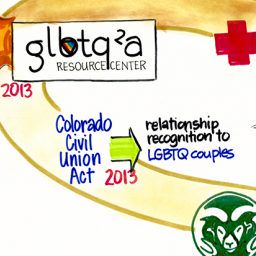 glbtq²a
RESOURCE CENTER
2013
Colorado
Civil
Union
Act 2013
relationship
recognition to
LGBTQ couples